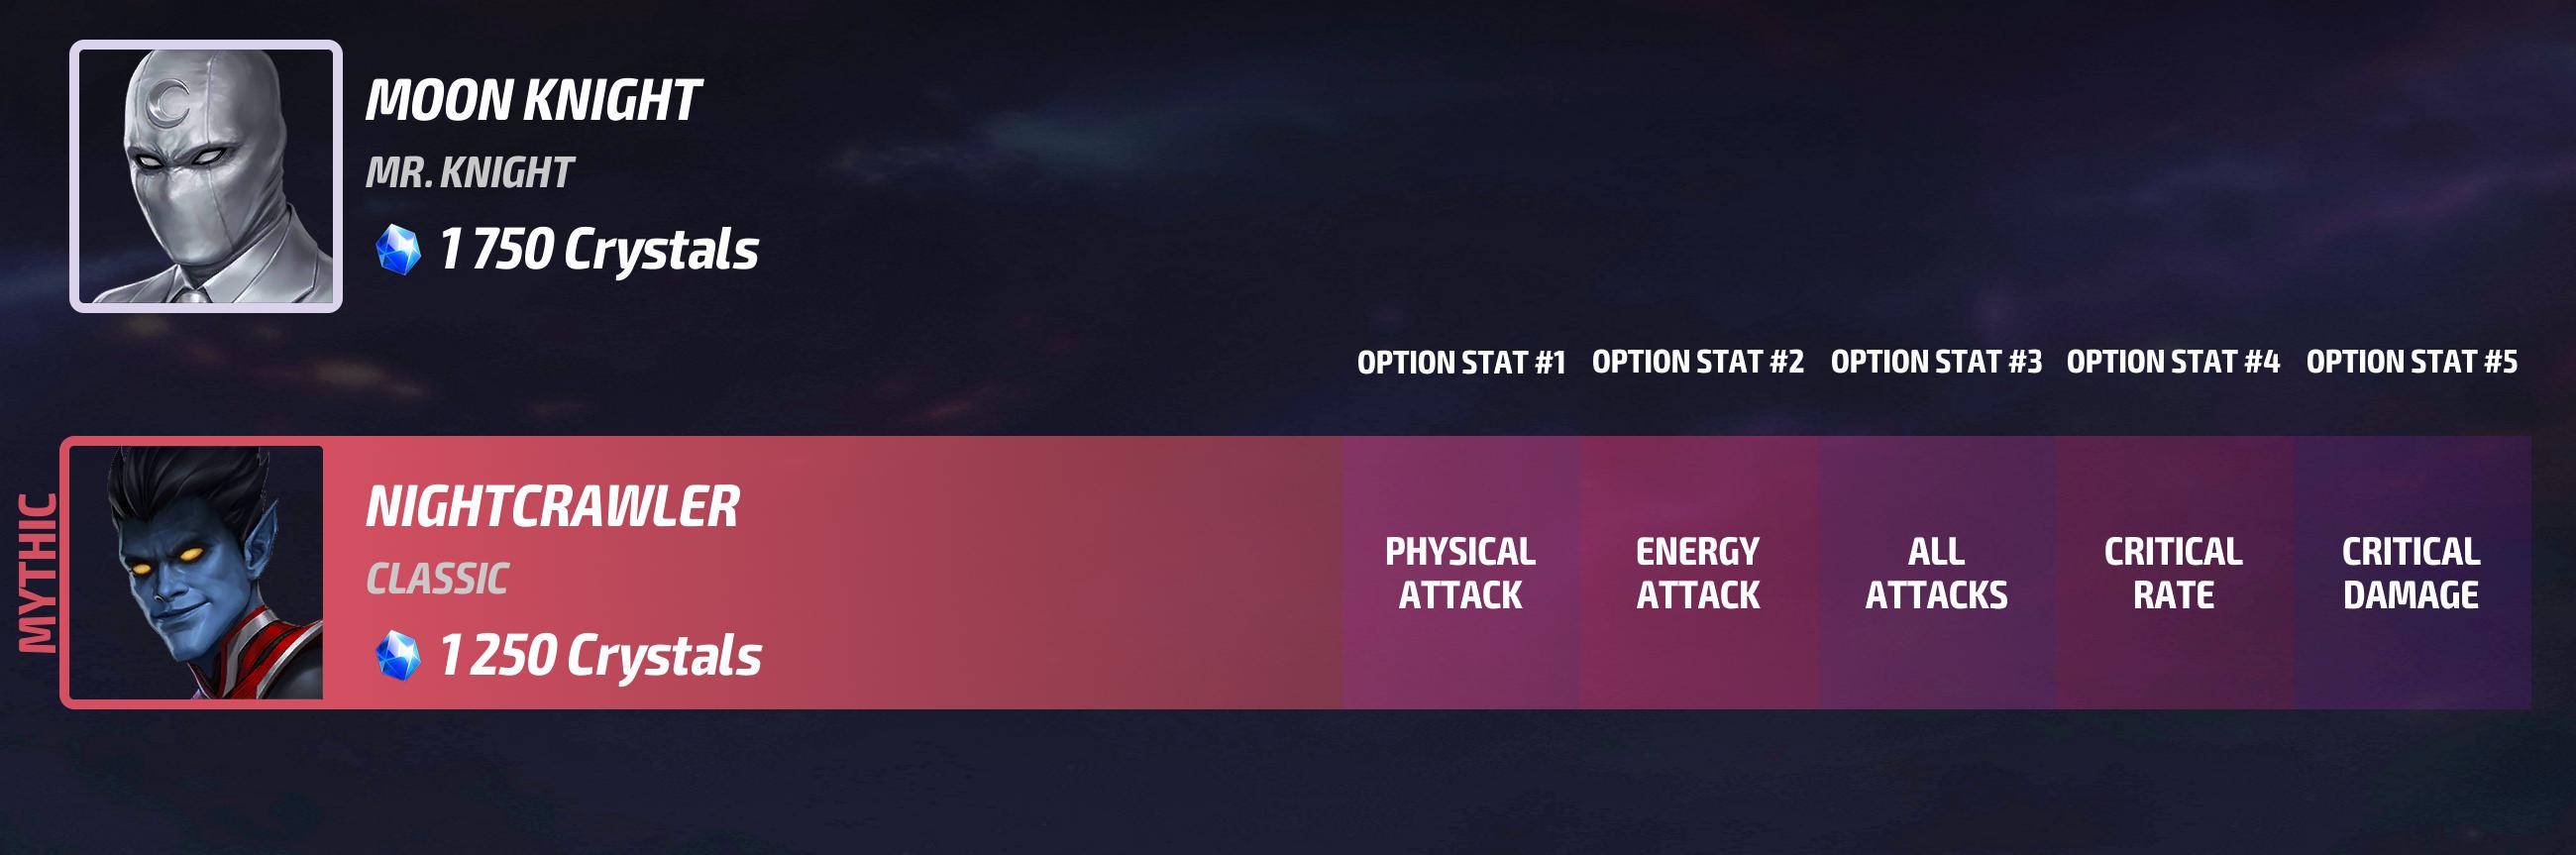 MOON KNIGHT
MR. KNIGHT
1 750 Crystals
OPTION STAT #1 OPTION STAT #2 OPTION STAT #3 OPTION STAT #4 OPTION STAT #5
MYTHIC
NIGHTCRAWLER
CLASSIC
1 250 Crystals
PHYSICAL
ATTACK
ENERGY
ATTACK
ALL
ATTACKS
CRITICAL
RATE
CRITICAL
DAMAGE